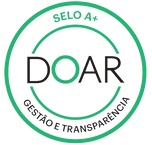 SELO A+
DOAR
GESTÃO E TRANSPARÊNCIA